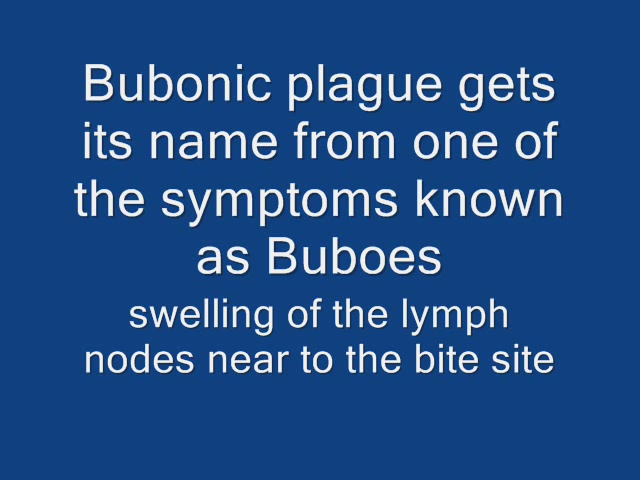 Bubonic plague gets
its name from one of
the symptoms known
as Buboes
swelling of the lymph
nodes near to the bite site